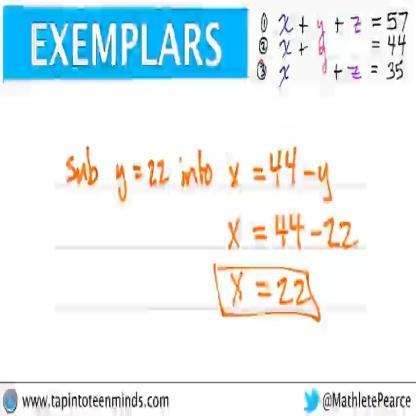 EXEMPLARS
① x + y + z = 57
② x + y = 44
③ x + z = 35
sub y = 22 into x = 44 - y
x = 44 - 22
x = 22
www.tapintoteenminds.com
@MathletePearce